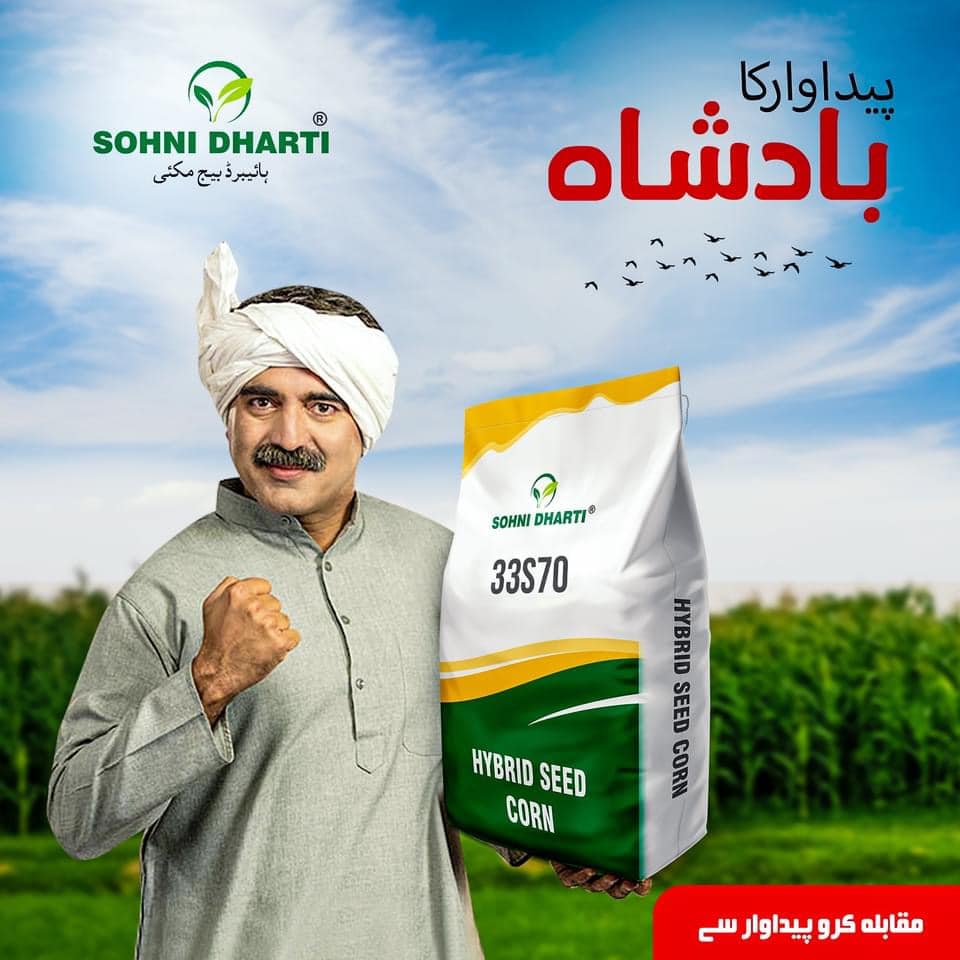 SOHNI DHARTI®
ہائیبرڈ بیج مکئی
پیداوار کا
بادشاہ
SOHNI DHARTI®
33S70
HYBRID SEED
CORN
HYBRID SEED CORN
مقابلہ کرو پیداوار سے